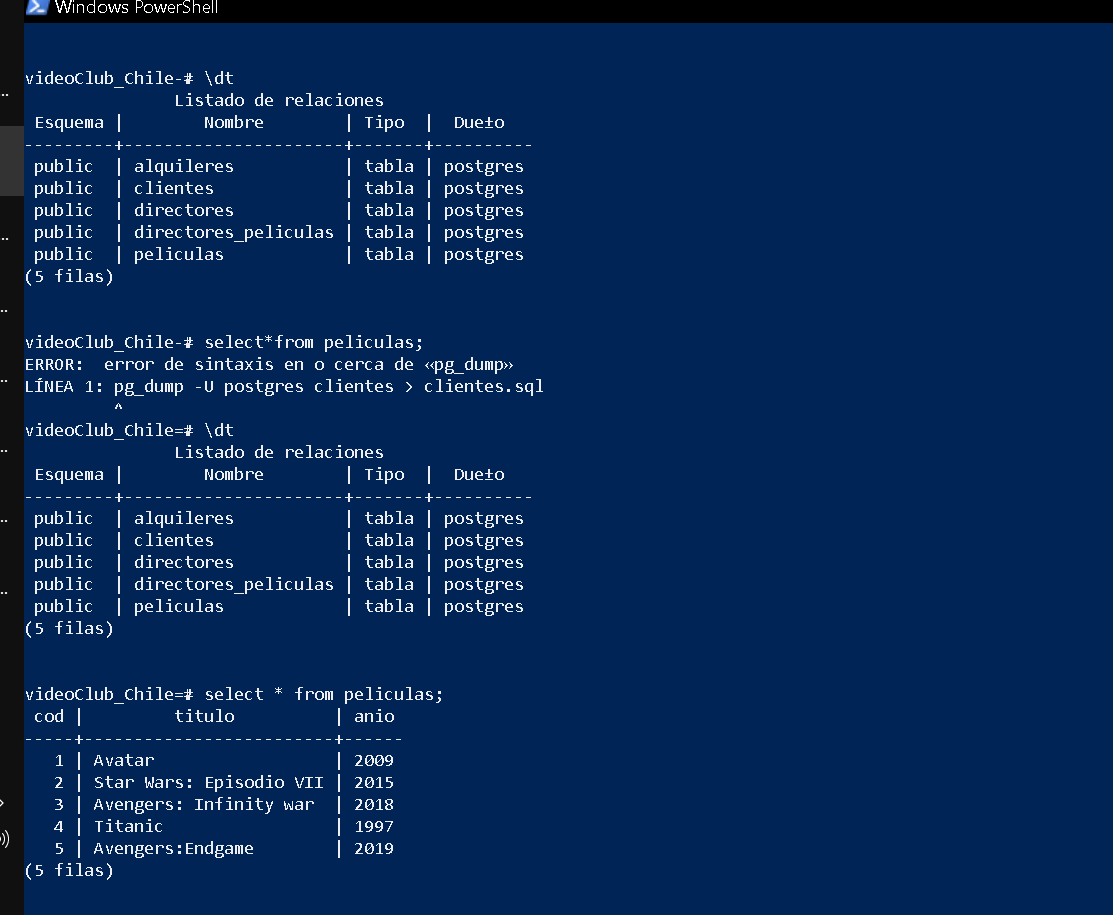 Windows PowerShell
videoClub_Chile-# \dt
Listado de relaciones
Esquema | Nombre | Tipo | Due±o
---------+-----------------------+-------+----------
public | alquileres | tabla | postgres
public | clientes | tabla | postgres
public | directores | tabla | postgres
public | directores_peliculas | tabla | postgres
public | peliculas | tabla | postgres
(5 filas)
videoClub_Chile-# select*from peliculas;
ERROR:  error de sintaxis en o cerca de «pg_dump»
LÍNEA 1: pg_dump -U postgres clientes > clientes.sql
^
videoClub_Chile=# \dt
Listado de relaciones
Esquema | Nombre | Tipo | Due±o
---------+-----------------------+-------+----------
public | alquileres | tabla | postgres
public | clientes | tabla | postgres
public | directores | tabla | postgres
public | directores_peliculas | tabla | postgres
public | peliculas | tabla | postgres
(5 filas)
videoClub_Chile=# select * from peliculas;
cod | titulo | anio
-----+-------------------------+------
1 | Avatar | 2009
2 | Star Wars: Episodio VII | 2015
3 | Avengers: Infinity war | 2018
4 | Titanic | 1997
5 | Avengers:Endgame | 2019
(5 filas)